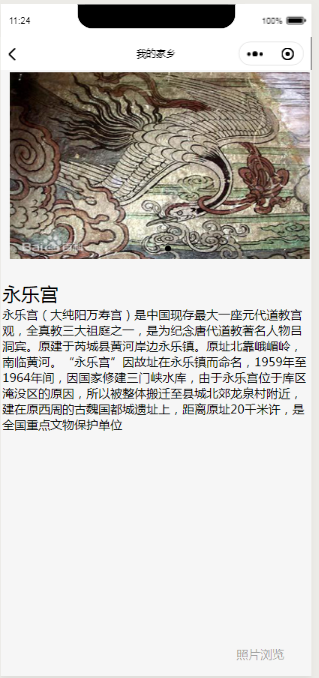 11:24
100%
我的家乡
Baidu百科
永乐宫
永乐宫（大纯阳万寿宫）是中国现存最大一座元代道教宫
观，全真教三大祖庭之一，是为纪念唐代道教著名人物吕
洞宾。原建于芮城县黄河岸边永乐镇。原址北靠峨嵋岭，
南临黄河。“永乐宫”因故址在永乐镇而命名，1959年至
1964年间，因国家修建三门峡水库，由于永乐宫位于库区
淹没区的原因，所以被整体搬迁至县城北郊龙泉村附近，
建在原西周的古魏国都城遗址上，距离原址20千米许，是
全国重点文物保护单位
照片浏览